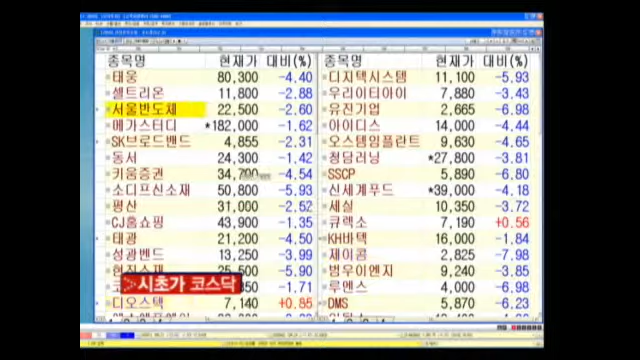 종목명 현재가 대비(%) 종목명 현재가 대비(%)
태웅 80,300 -4.40 디지텍시스템 11,100 -5.93
셀트리온 11,800 -2.88 우리이티아이 7,880 -3.43
서울반도체 22,500 -2.60 유진기업 2,665 -6.98
메가스터디 *182,000 -1.62 아이디스 14,000 -4.44
SK브로드밴드 4,855 -2.31 오스템임플란트 9,630 -4.65
동서 24,300 -1.42 청담러닝 *27,800 -3.81
키움증권 34,700 -4.54 SSCP 5,890 -6.80
소디프신소재 50,800 -5.93 신세계푸드 *39,000 -4.18
평산 31,000 -2.52 세실 10,350 -3.72
CJ홈쇼핑 43,900 -1.35 큐렉소 7,190 +0.56
태광 21,200 -4.50 KH바텍 16,000 -1.84
성광벤드 13,250 -3.99 제이콤 2,825 -7.98
현진소재 25,500 -5.90 범우이엔지 9,240 -3.85
-1.71 루멘스 4,000 -6.98
시초가 코스닥
디오스텍 7,140 +0.85 DMS 5,870 -6.23